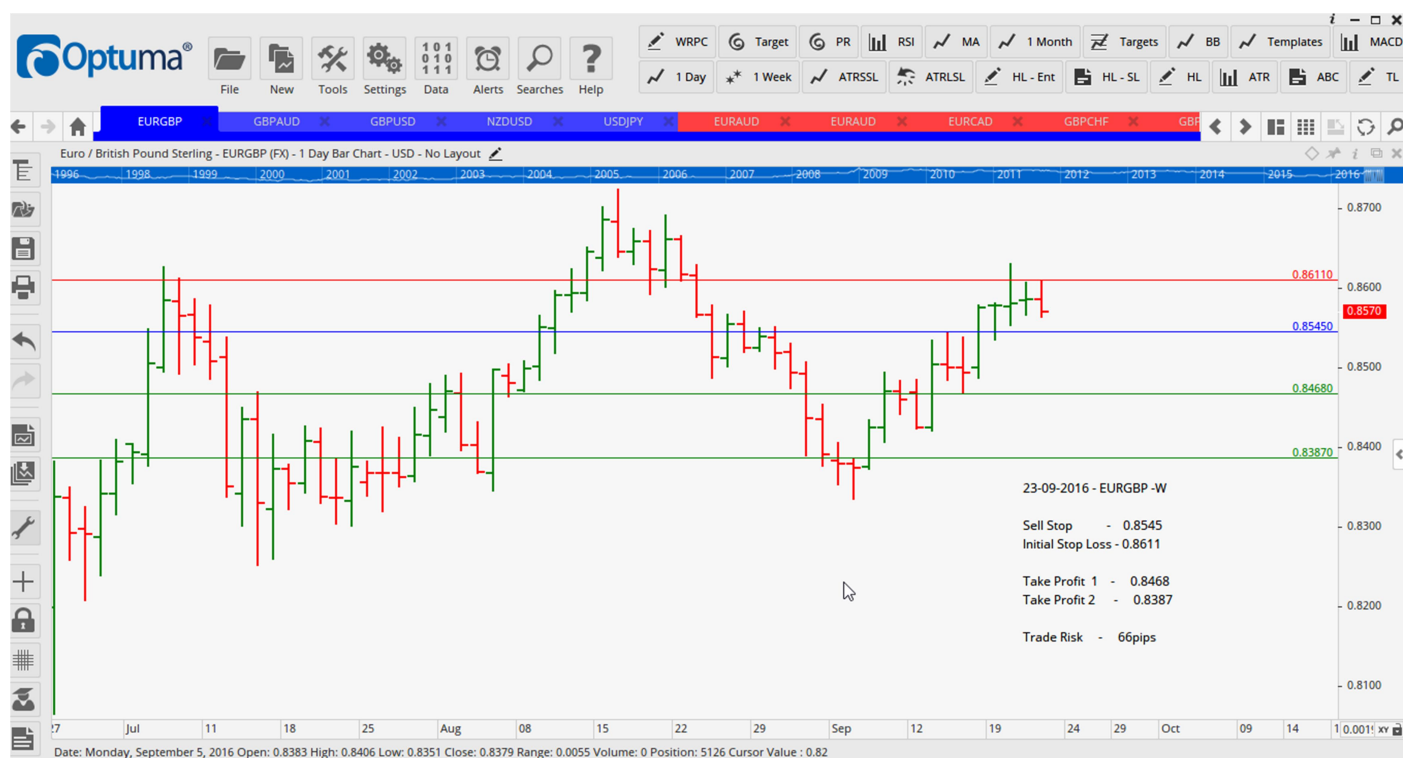 i
Optuma®
File New Tools Settings Data Alerts Searches Help
WRPC Target PR RSI MA 1 Month Targets BB Templates MACD
1 Day 1 Week ATRSSL ATRLSL HL - Ent HL - SL HL ATR ABC TL
101
010
111
EURGBP GBPAUD GBPUSD NZDUSD USDJPY EURAUD EURAUD EURCAD GBPCHF GBP
Euro / British Pound Sterling - EURGBP (FX) - 1 Day Bar Chart - USD - No Layout
1996 1998 1999 2000 2001 2002 2003 2004 2005 2006 2007 2008 2009 2010 2011 2012 2013 2014 2015 2016
0.8700
0.86110
0.8600
0.8570
0.85450
0.8500
0.84680
0.8400
0.83870
23-09-2016 - EURGBP -W
Sell Stop - 0.8545
0.8300
Initial Stop Loss - 0.8611
Take Profit 1 - 0.8468
Take Profit 2 - 0.8387
0.8200
Trade Risk - 66pips
0.8100
27 Jul 11 18 25 Aug 08 15 22 29 Sep 12 19 24 29 Oct 09 14 1 0.001 XY
Date: Monday, September 5, 2016 Open: 0.8383 High: 0.8406 Low: 0.8351 Close: 0.8379 Range: 0.0055 Volume: 0 Position: 5126 Cursor Value : 0.82